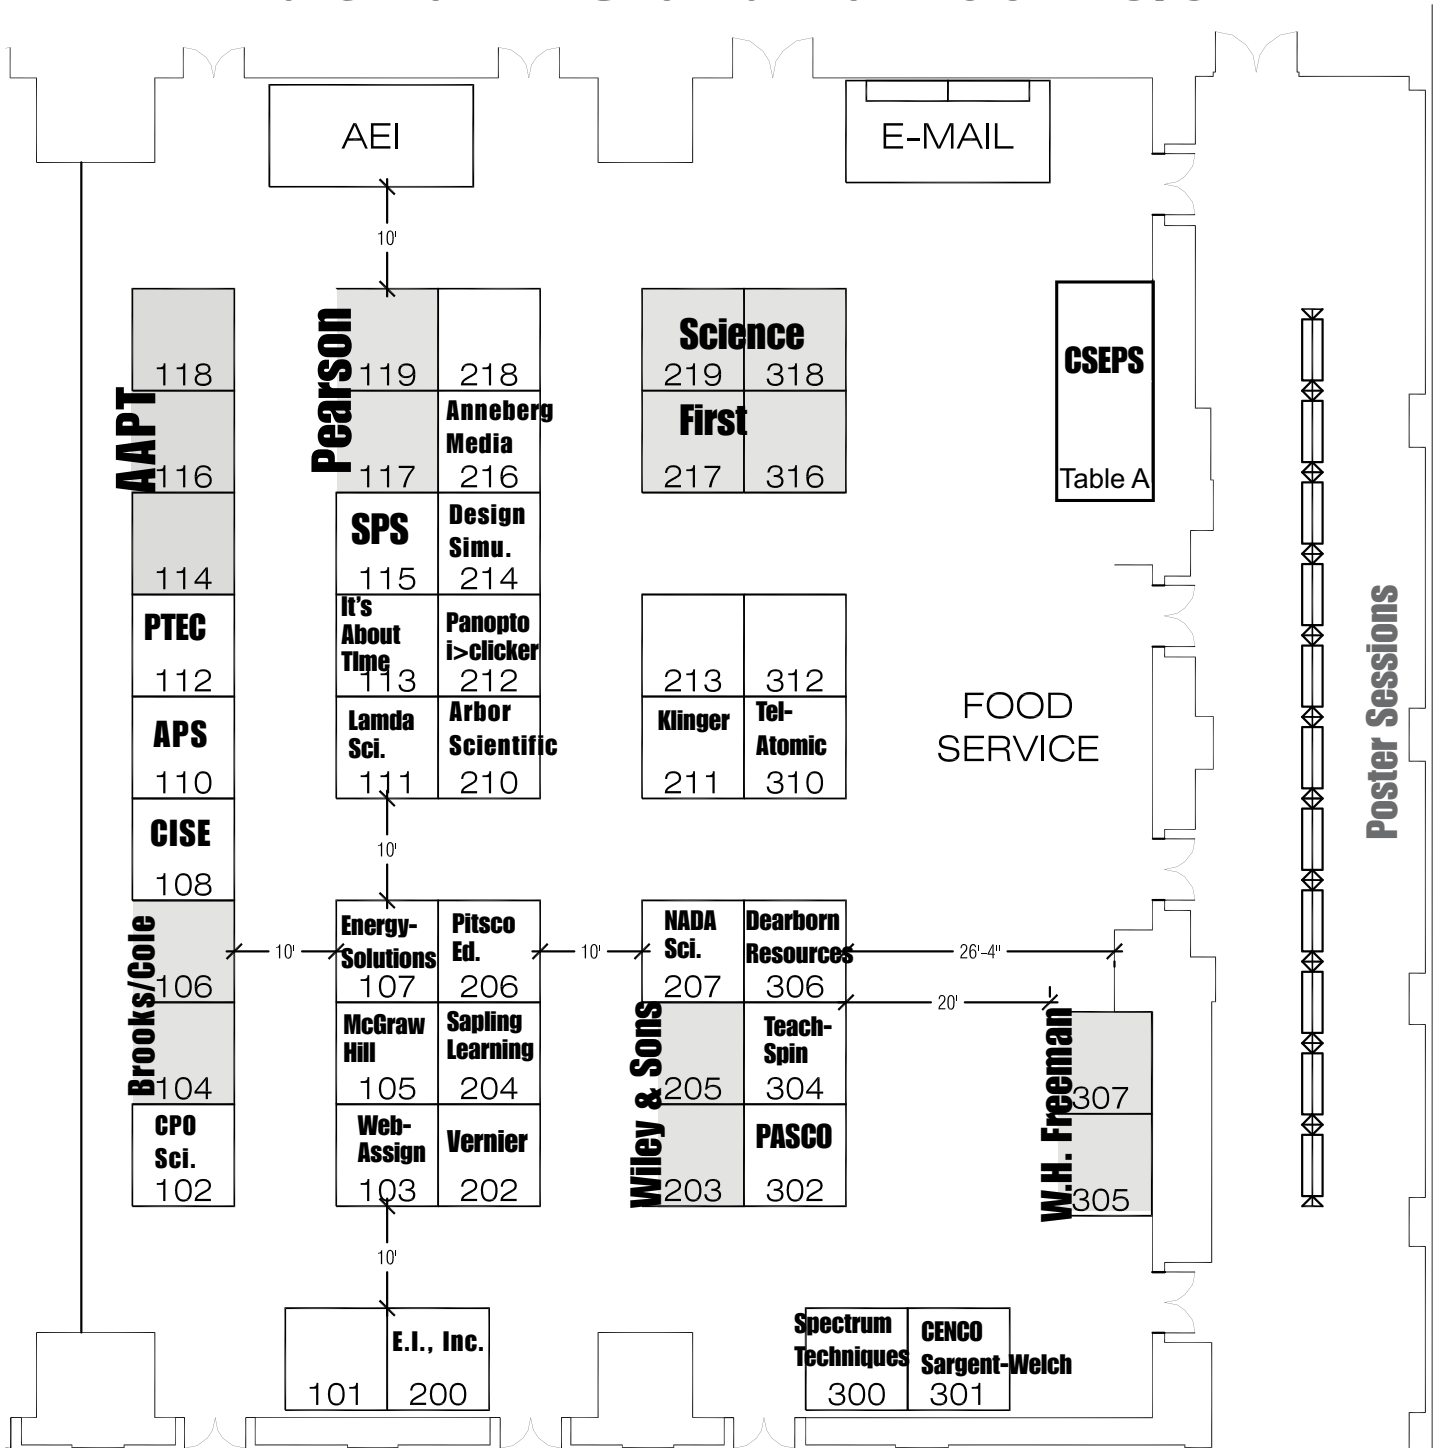 AEI
E-MAIL
10'
AAPT
118
116
114
Pearson
119
218
117
Anneberg
Media
216
Science
219
318
First
217
316
CSEPS
Table A
SPS
115
Design
Simu.
214
PTEC
112
It's
About
TIme
113
Panopto
i>clicker
212
213
312
APS
110
Lamda
Sci.
111
Arbor
Scientific
210
Klinger
211
Tel-
Atomic
310
FOOD
SERVICE
Poster Sessions
CISE
108
10'
Brooks/Cole
106
104
10'
Energy-
Solutions
107
Pitsco
Ed.
206
10'
NADA
Sci.
207
Dearborn
Resources
306
26'-4"
20'
McGraw
Hill
105
Sapling
Learning
204
Wiley & Sons
205
203
Teach-
Spin
304
W.H. Freeman
307
305
CPO
Sci.
102
Web-
Assign
103
Vernier
202
PASCO
302
10'
101
E.I., Inc.
200
Spectrum
Techniques
300
CENCO
Sargent-Welch
301